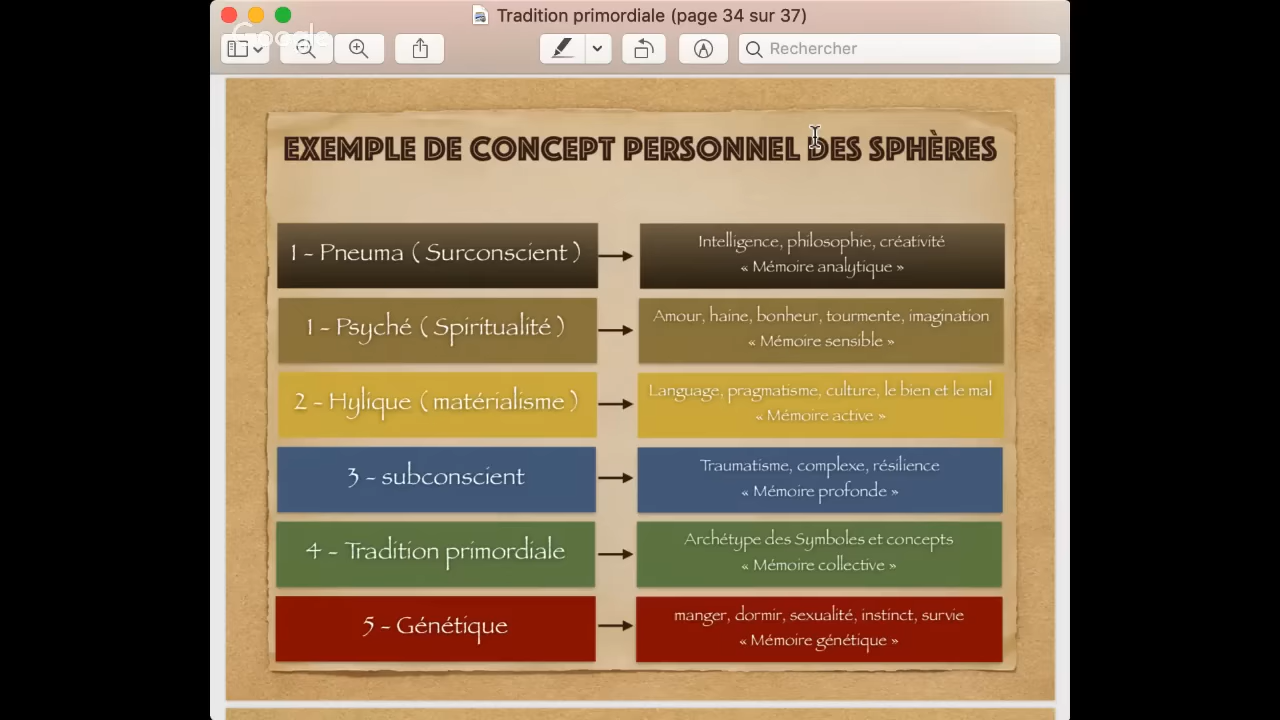 Tradition primordiale (page 34 sur 37)
Google
Rechercher
EXEMPLE DE CONCEPT PERSONNEL DES SPHÈRES
1 - Pneuma ( Surconscient )
Intelligence, philosophie, créativité
« Mémoire analytique »
1 - Psyché ( Spiritualité )
Amour, haine, bonheur, tourmente, imagination
« Mémoire sensible »
2 - Hylique ( matérialisme )
Language, pragmatisme, culture, le bien et le mal
« Mémoire active »
3 - subconscient
Traumatisme, complexe, résilience
« Mémoire profonde »
4 - Tradition primordiale
Archétype des Symboles et concepts
« Mémoire collective »
5 - Génétique
manger, dormir, sexualité, instinct, survie
« Mémoire génétique »